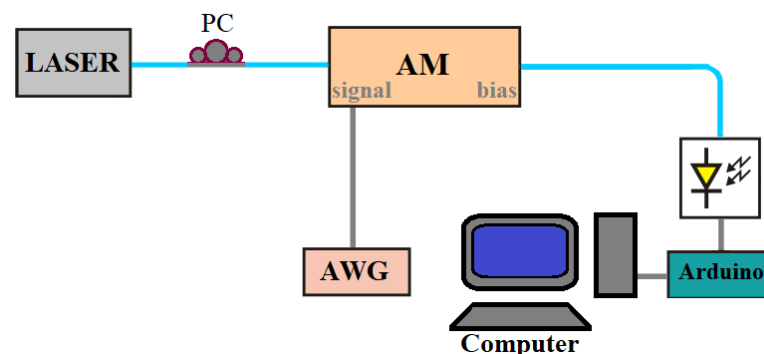 PC
LASER
AM
signal
bias
AWG
Arduino
Computer